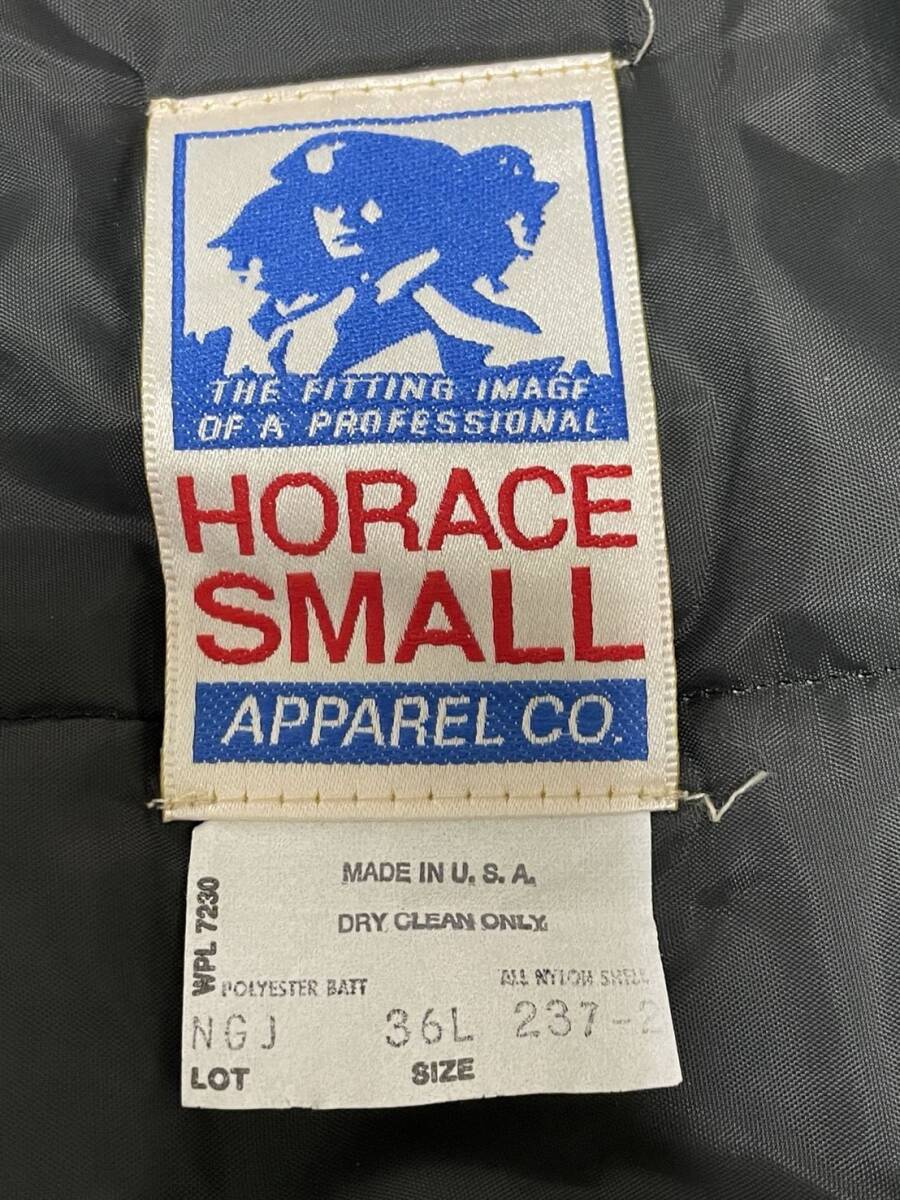 THE FITTING IMAGE
OF A PROFESSIONAL
HORACE
SMALL
APPAREL CO.
MADE IN U. S. A.
DRY CLEAN ONLY
WPL 7230
POLYESTER BATT
ALL NYLON SHELL
NGJ 36L 237-2
LOT SIZE